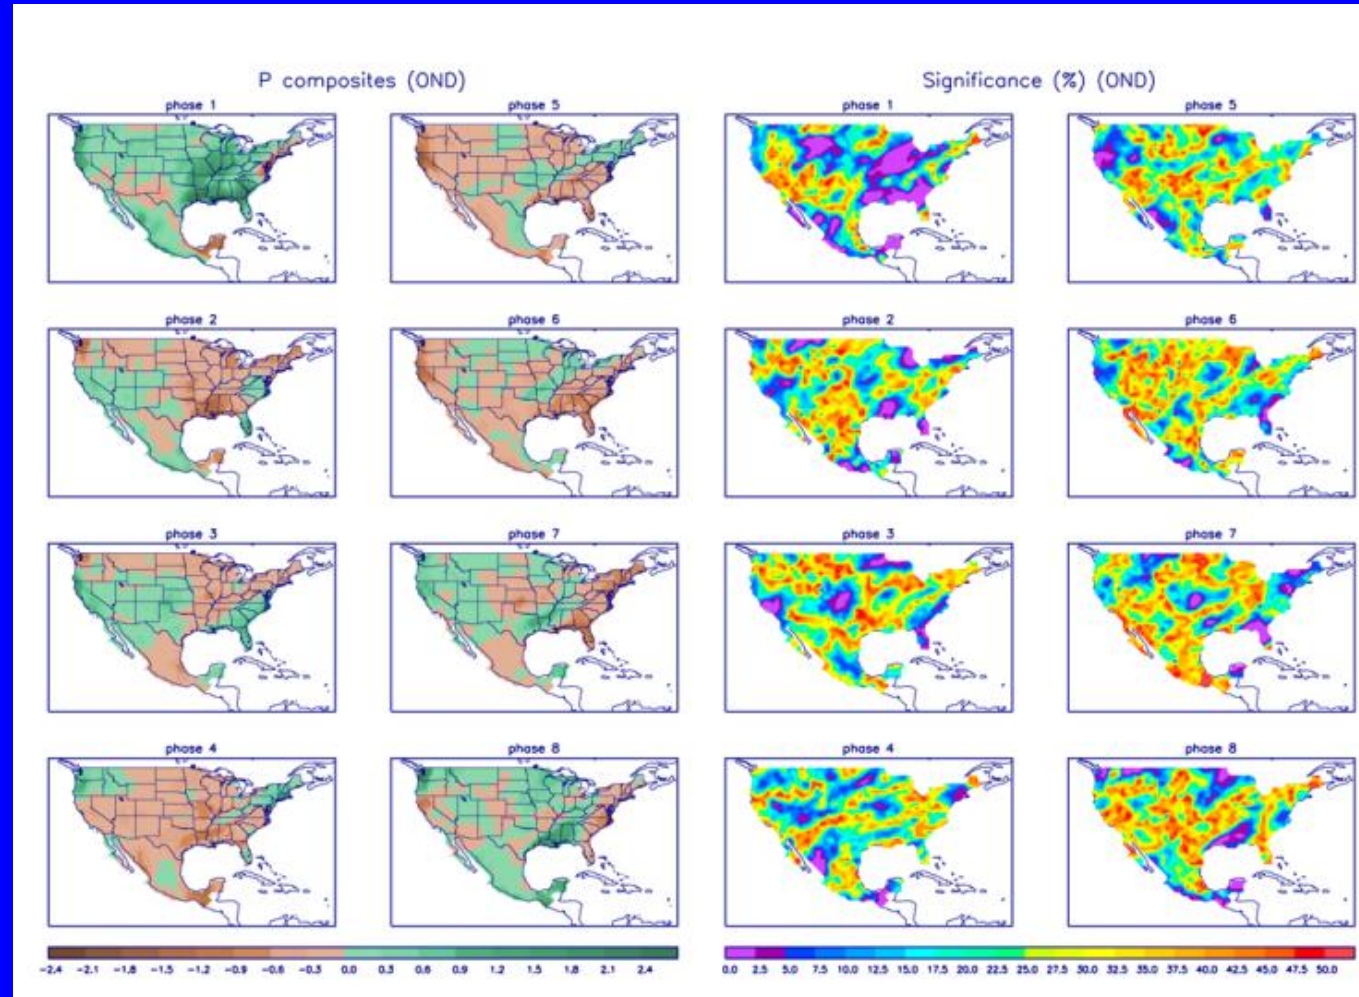 P composites (OND)
Significance (%) (OND)
phase 1
phase 5
phase 1
phase 5
phase 2
phase 6
phase 2
phase 6
phase 3
phase 7
phase 3
phase 7
phase 4
phase 8
phase 4
phase 8
-2.4 -2.1 -1.8 -1.5 -1.2 -0.9 -0.6 -0.3 0.0 0.3 0.6 0.9 1.2 1.5 1.8 2.1 2.4
0.0 2.5 5.0 7.5 10.0 12.5 15.0 17.5 20.0 22.5 25.0 27.5 30.0 32.5 35.0 37.5 40.0 42.5 45.0 47.5 50.0